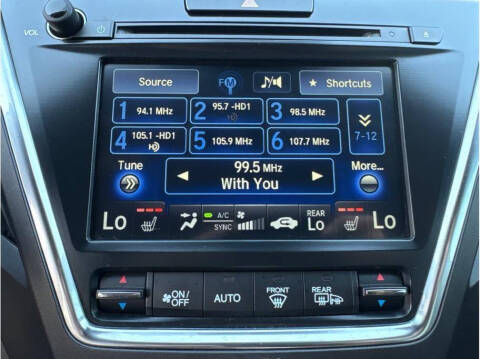 VOL
Source FM ★ Shortcuts
1 94.1 MHz 2 95.7 -HD1 3 98.5 MHz
4 105.1 -HD1 5 105.9 MHz 6 107.7 MHz 7-12
Tune 99.5 MHz More...
With You
Lo A/C SYNC REAR Lo Lo
ON/OFF AUTO FRONT REAR